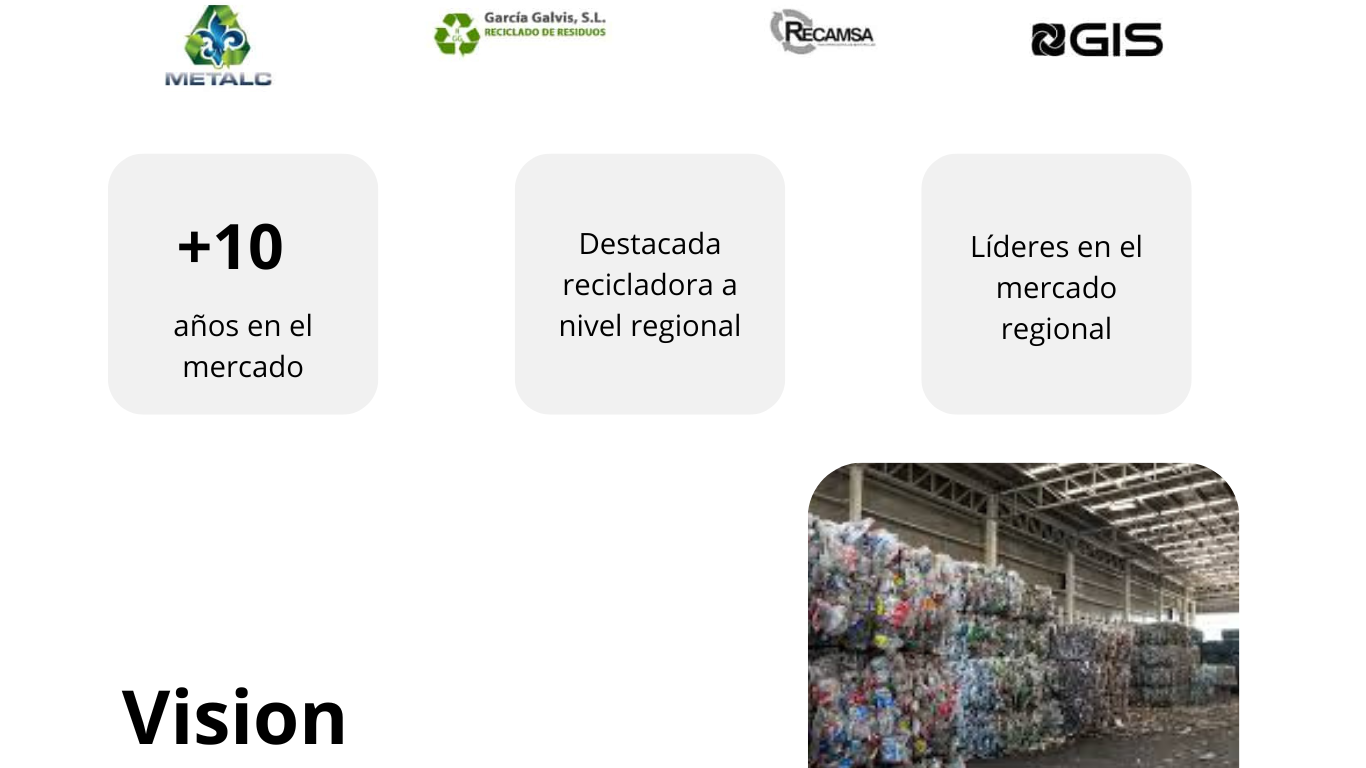 METALC
García Galvis, S.L.
RECICLADO DE RESIDUOS
RECAMSA
GIS
+10
años en el
mercado
Destacada
recicladora a
nivel regional
Líderes en el
mercado
regional
Vision